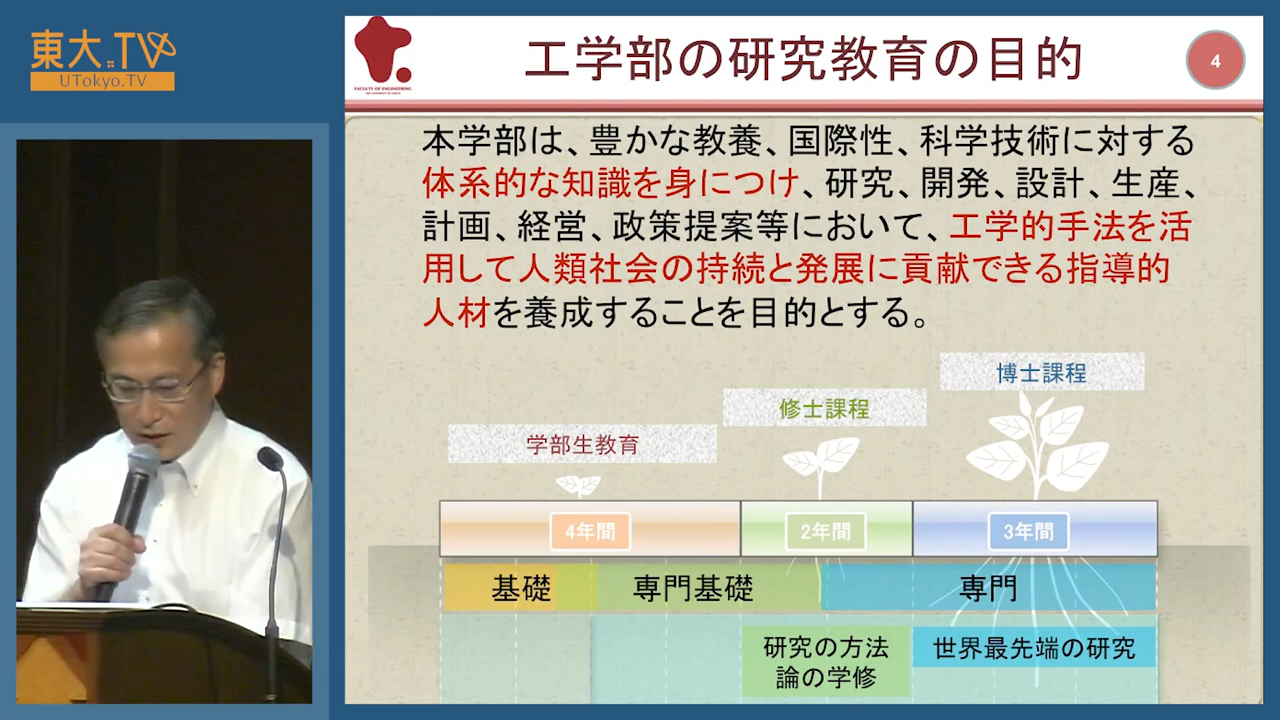 東大.TV
UTokyo.TV
工学部の研究教育の目的
4
FACULTY OF ENGINEERING
本学部は、豊かな教養、国際性、科学技術に対する
体系的な知識を身につけ、研究、開発、設計、生産、
計画、経営、政策提案等において、工学的手法を活
用して人類社会の持続と発展に貢献できる指導的
人材を養成することを目的とする。
博士課程
修士課程
学部生教育
4年間
2年間
3年間
基礎
専門基礎
専門
研究の方法
論の学修
世界最先端の研究